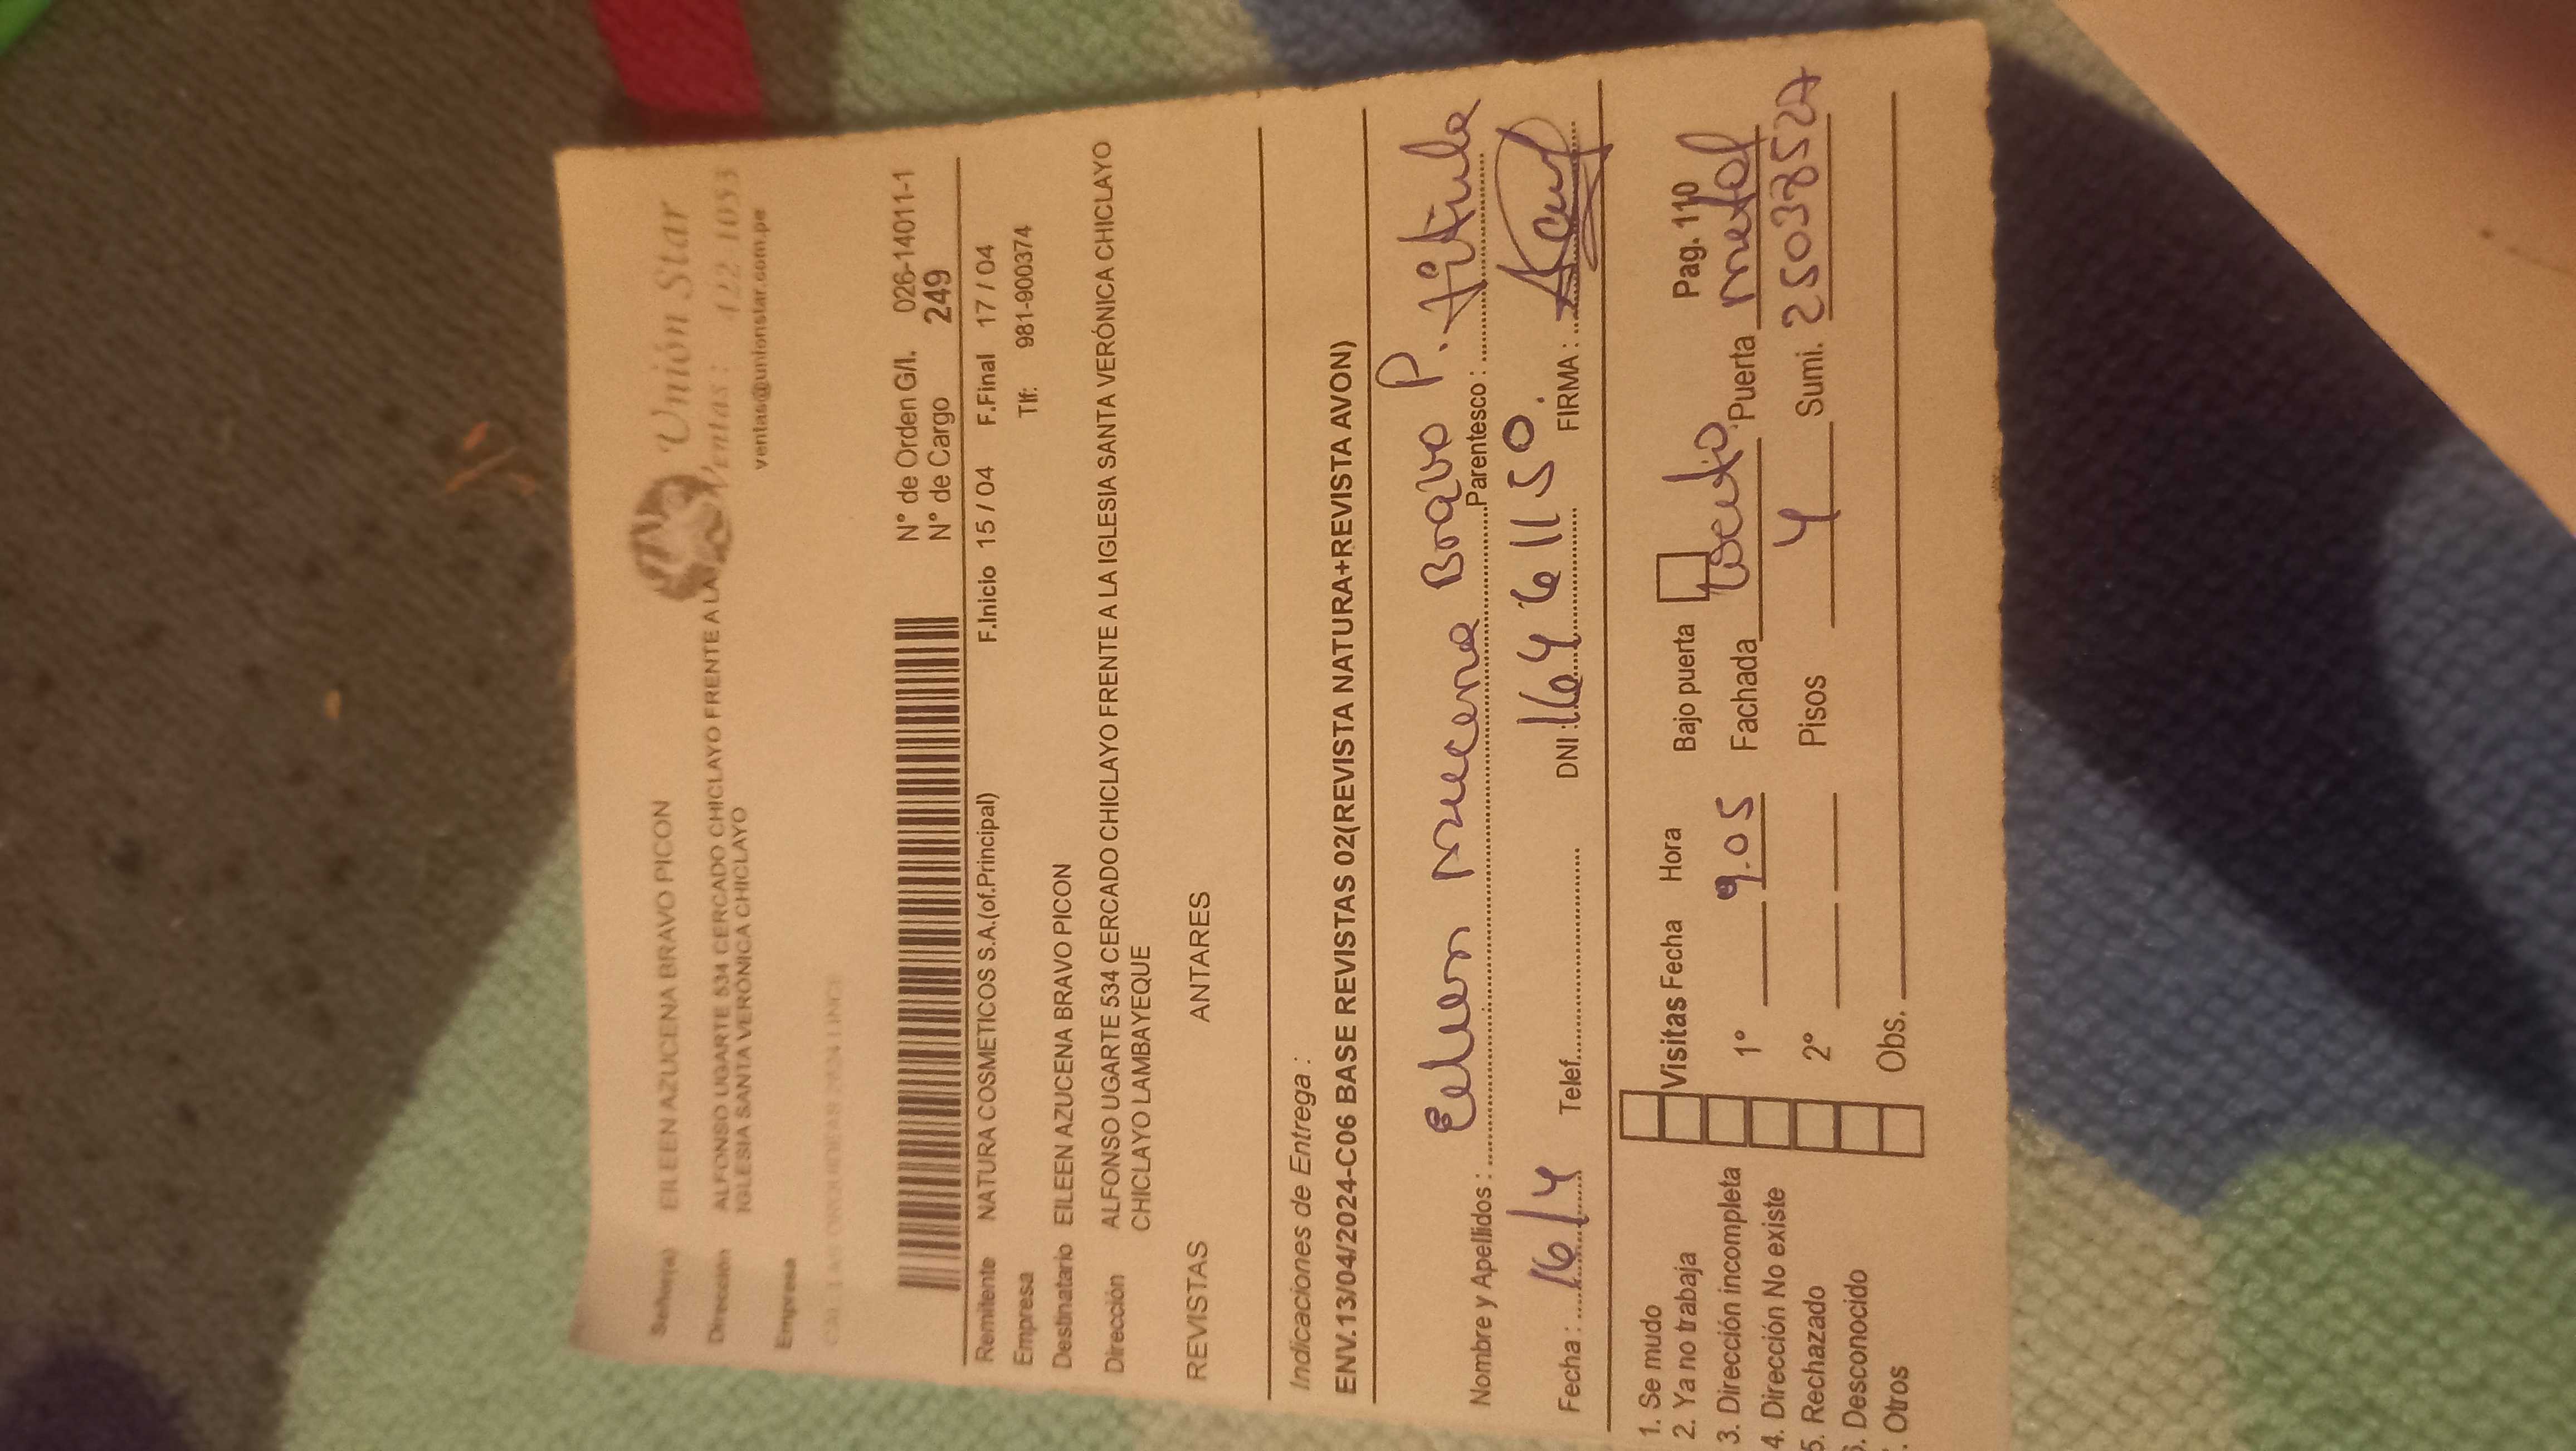 Unión Star
Ventas : 422 1053
ventas@unionstar.com.pe
Señor(a) EILEEN AZUCENA BRAVO PICON
Dirección ALFONSO UGARTE 534 CERCADO CHICLAYO FRENTE A LA
IGLESIA SANTA VERÓNICA CHICLAYO
Empresa
N° de Orden G/I. 026-14011-1
N° de Cargo 249
Remitente NATURA COSMETICOS S.A.(of.Principal) F.Inicio 15 / 04 F.Final 17 / 04
Empresa Tlf: 981-900374
Destinatario EILEEN AZUCENA BRAVO PICON
Dirección ALFONSO UGARTE 534 CERCADO CHICLAYO FRENTE A LA IGLESIA SANTA VERÓNICA CHICLAYO
CHICLAYO LAMBAYEQUE
REVISTAS ANTARES
Indicaciones de Entrega :
ENV.13/04/2024-C06 BASE REVISTAS 02(REVISTA NATURA+REVISTA AVON)
Nombre y Apellidos : Bravo P. Parentesco : titula
Fecha : 16/4 Telef. DNI : 16461150. FIRMA :
1. Se mudo
2. Ya no trabaja
3. Dirección incompleta
4. Dirección No existe
5. Rechazado
6. Desconocido
. Otros
Visitas Fecha Hora Bajo puerta Pag. 110
1° 9.05 Fachada Puerta metal
2° Pisos 4 Sumi. 25037852
Obs.